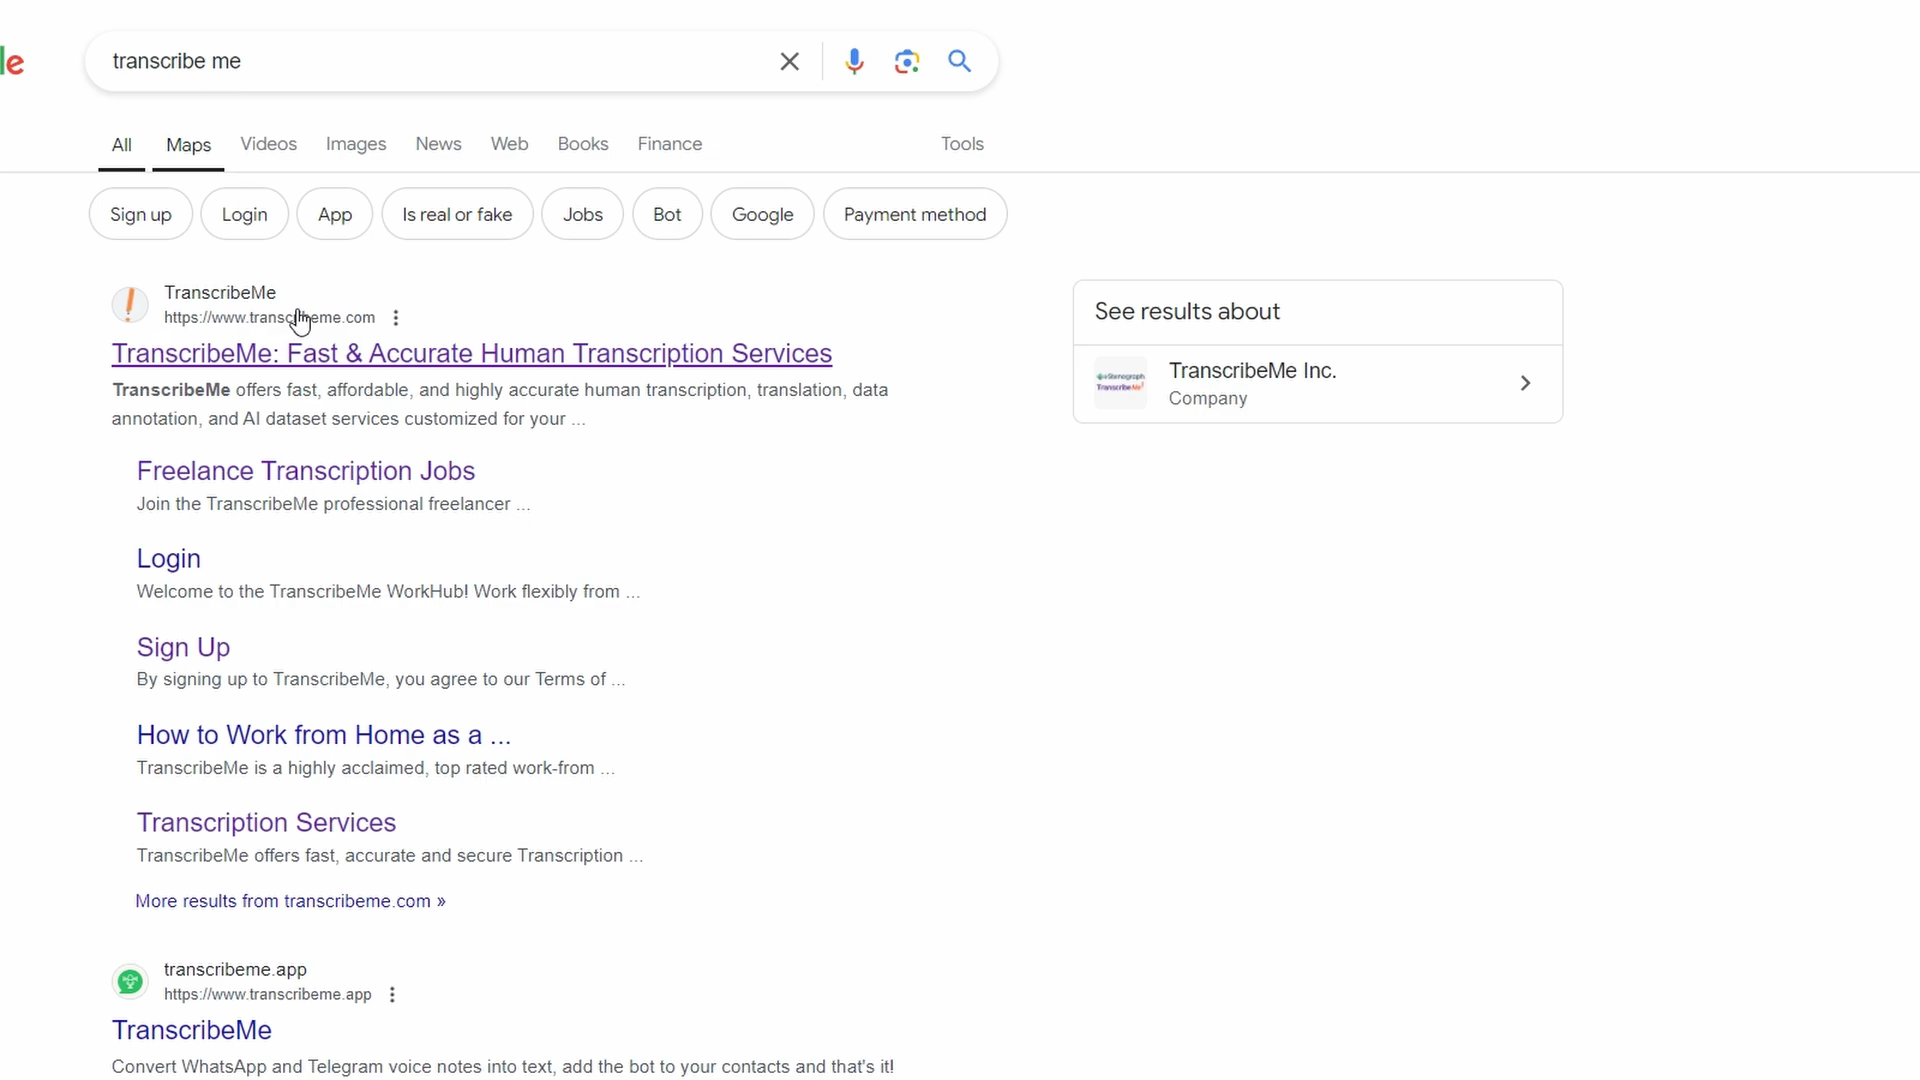 le
transcribe me
All Maps Videos Images News Web Books Finance Tools
Sign up Login App Is real or fake Jobs Bot Google Payment method
TranscribeMe
https://www.transcribeme.com
TranscribeMe: Fast & Accurate Human Transcription Services
TranscribeMe offers fast, affordable, and highly accurate human transcription, translation, data
annotation, and AI dataset services customized for your ...
Freelance Transcription Jobs
Join the TranscribeMe professional freelancer ...
Login
Welcome to the TranscribeMe WorkHub! Work flexibly from ...
Sign Up
By signing up to TranscribeMe, you agree to our Terms of ...
How to Work from Home as a ...
TranscribeMe is a highly acclaimed, top rated work-from ...
Transcription Services
TranscribeMe offers fast, accurate and secure Transcription ...
More results from transcribeme.com »
transcribeme.app
https://www.transcribeme.app
TranscribeMe
Convert WhatsApp and Telegram voice notes into text, add the bot to your contacts and that's it!
See results about
Stenograph
TranscribeMe!
TranscribeMe Inc.
Company